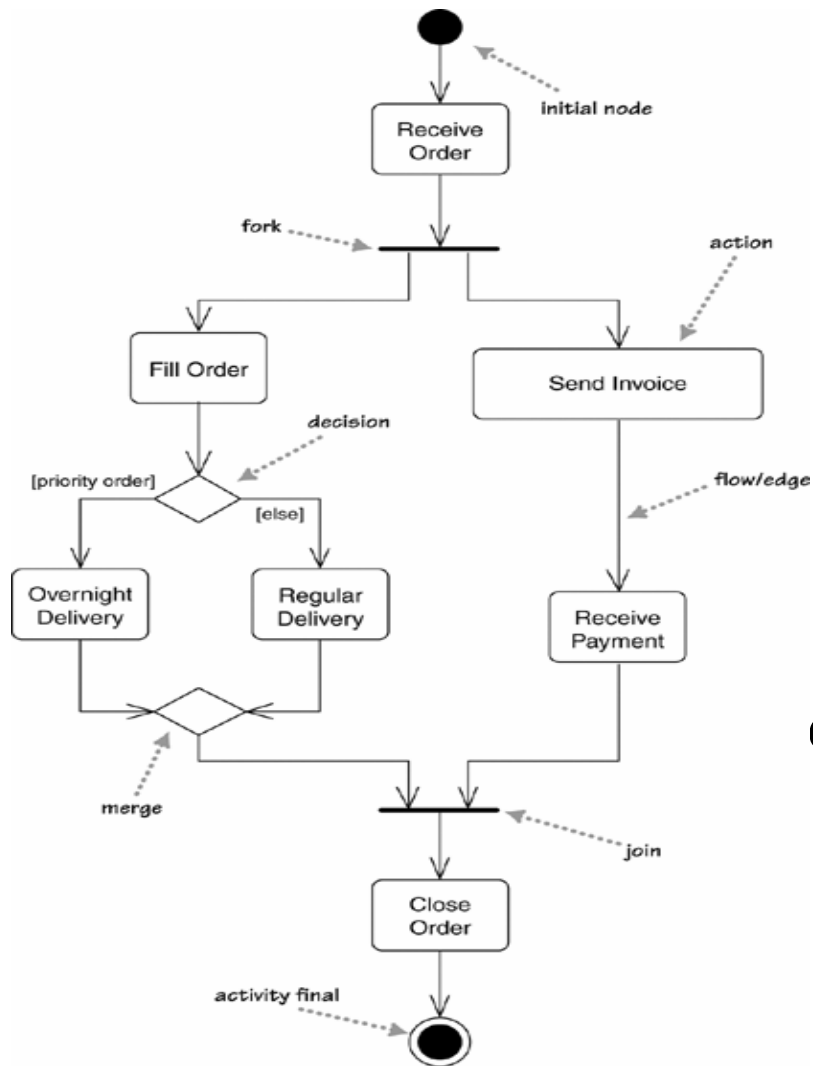 initial node
Receive
Order
fork
action
Fill Order
Send Invoice
decision
[priority order]
[else]
flow/edge
Overnight
Delivery
Regular
Delivery
Receive
Payment
merge
join
Close
Order
activity final